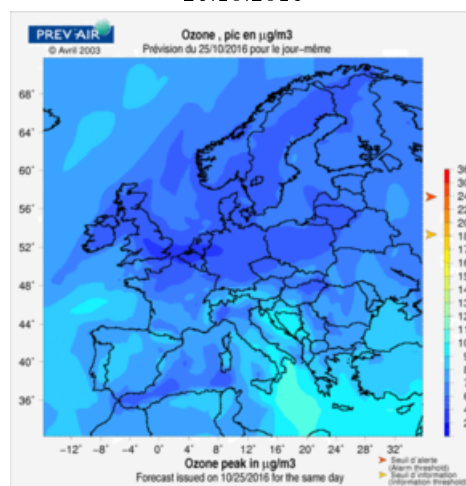 PREV'AIR
© Avril 2003
Ozone , pic en µg/m3
Prévision du 25/10/2016 pour le jour-même
68°
64°
60°
56°
52°
48°
44°
40°
36°
-12° -8° -4° 0° 4° 8° 12° 16° 20° 24° 28° 32°
Ozone peak in µg/m3
Forecast issued on 10/25/2016 for the same day
Seuil d'alerte
(Alarm threshold)
Seuil d'information
(Information threshold)